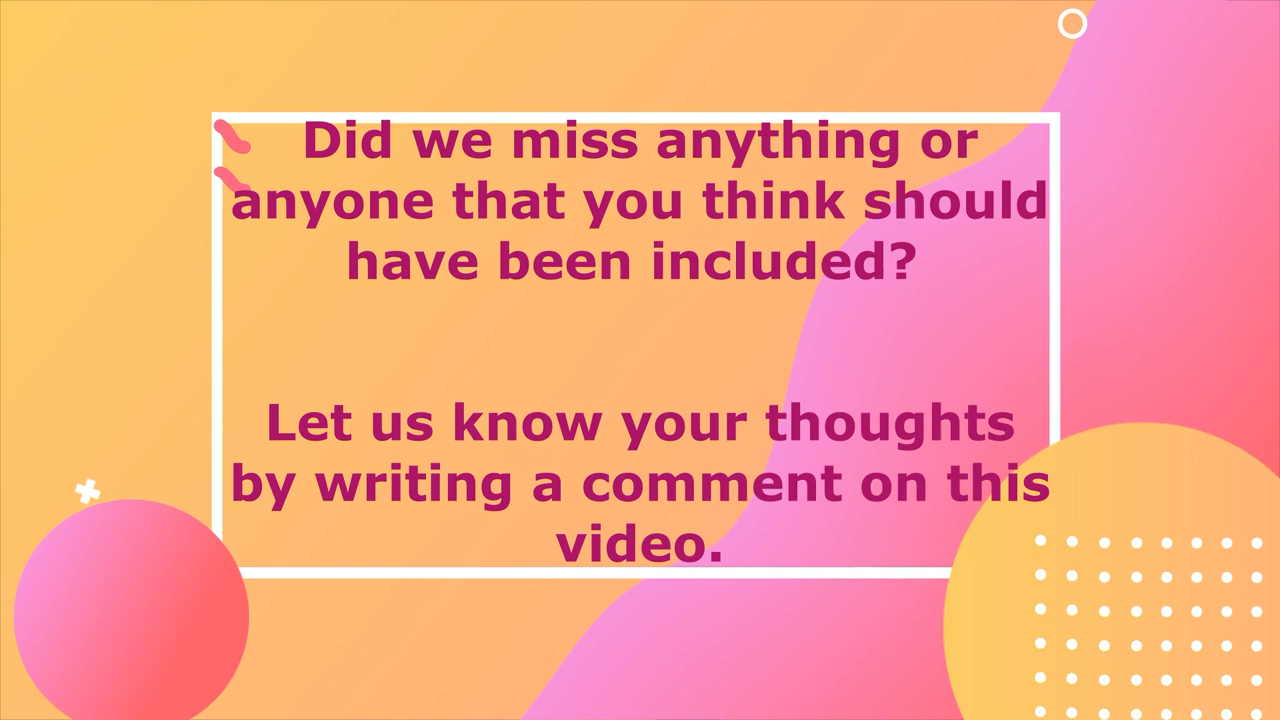 Did we miss anything or
anyone that you think should
have been included?
Let us know your thoughts
by writing a comment on this
video.